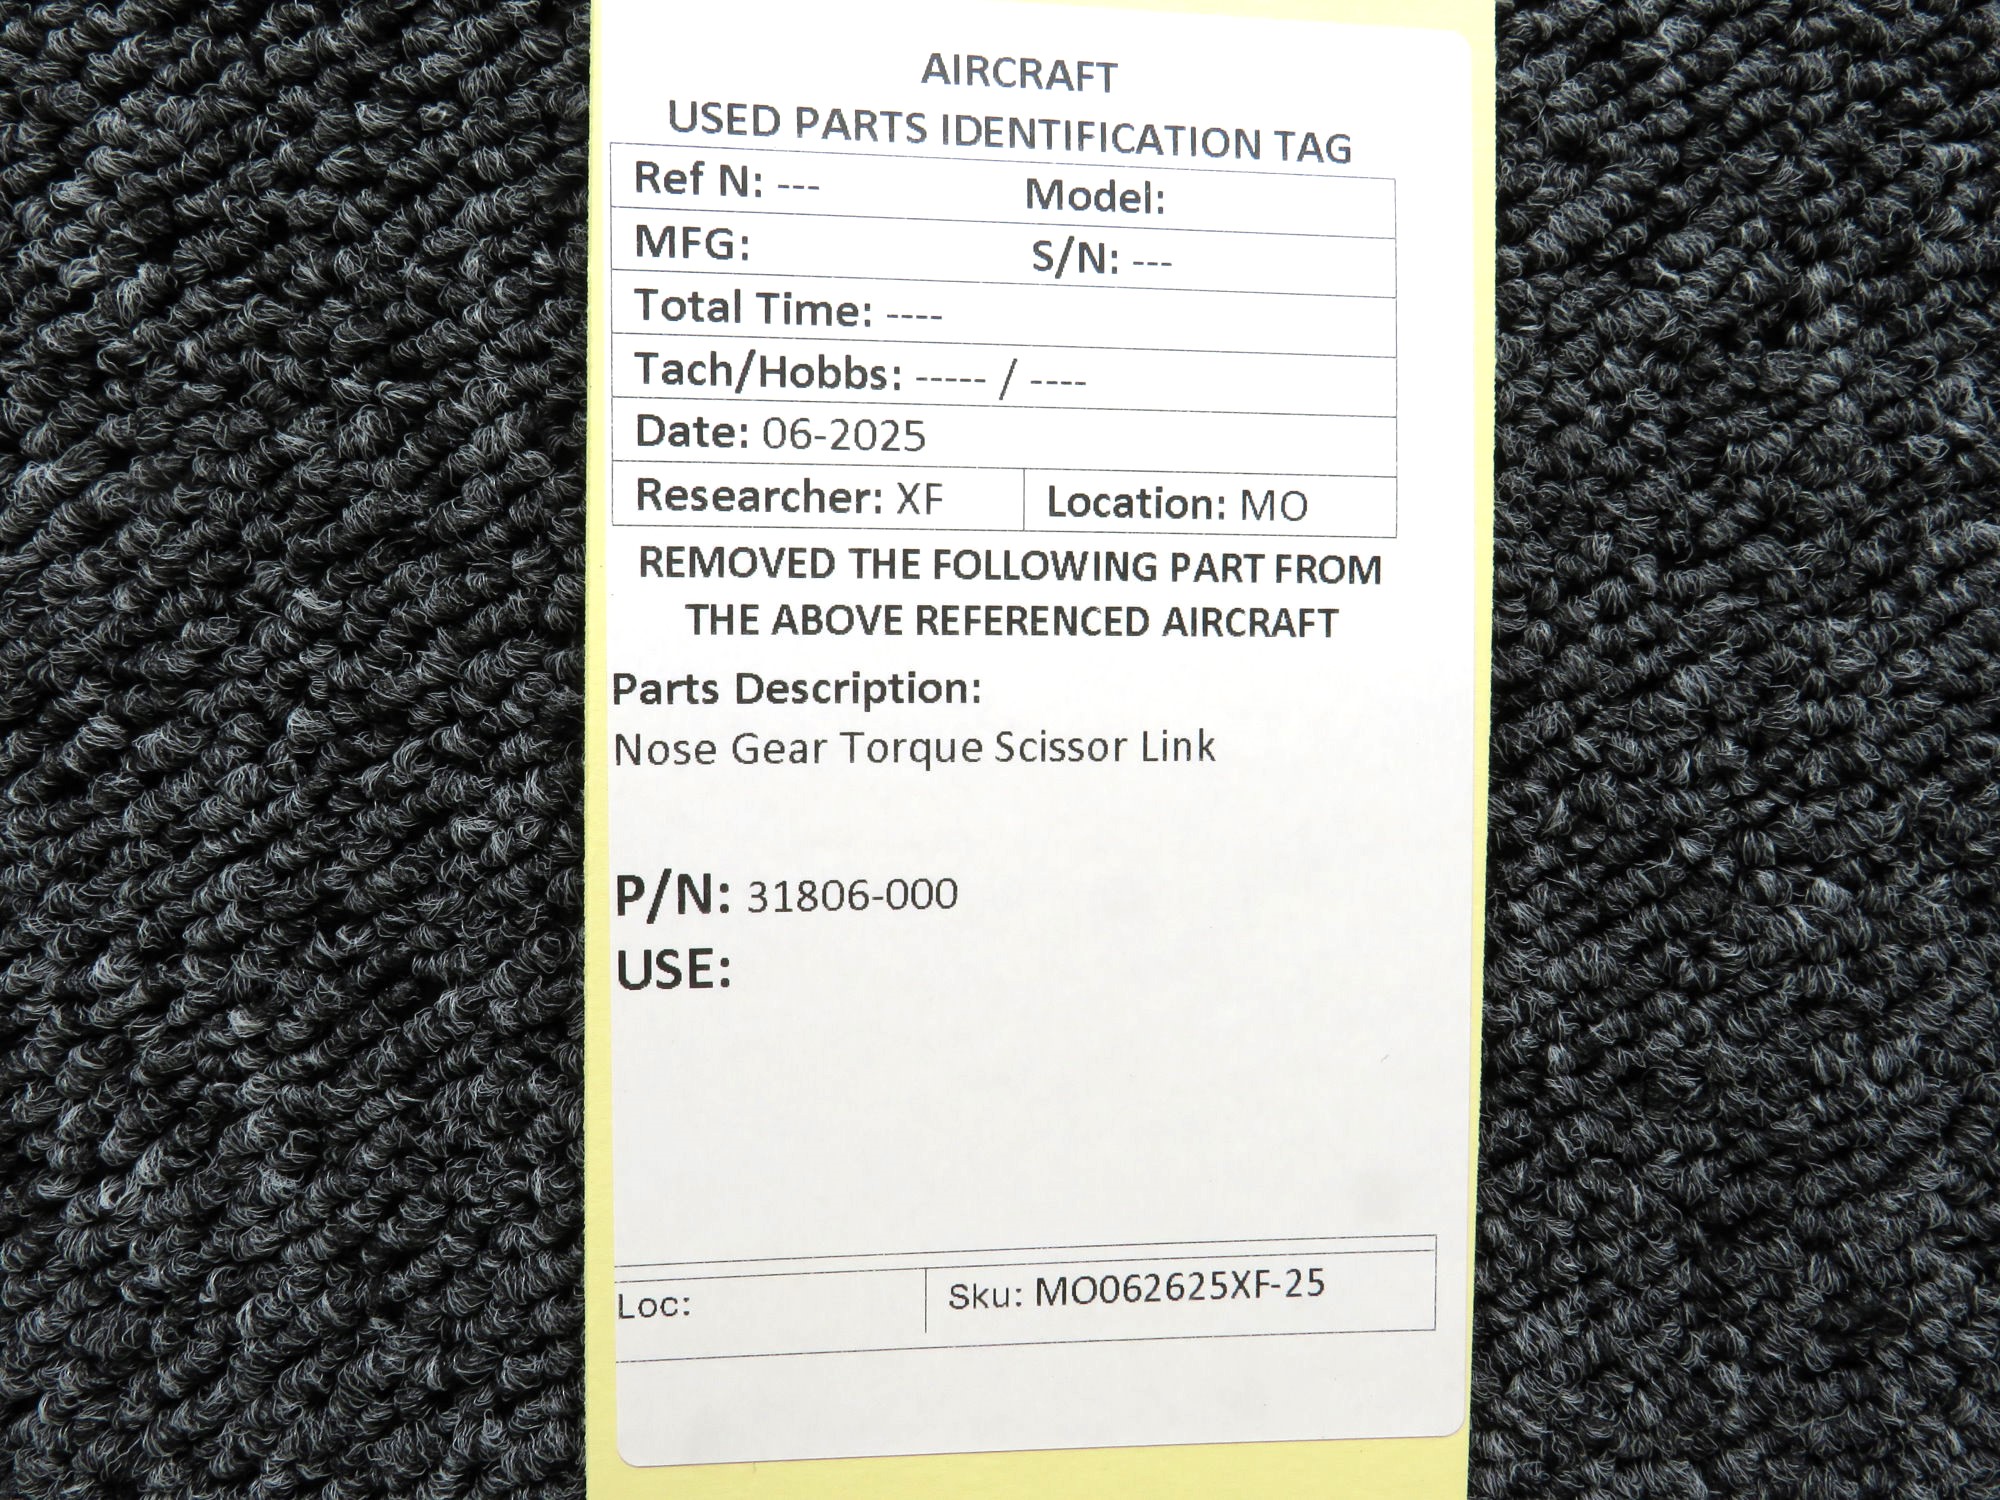 AIRCRAFT
USED PARTS IDENTIFICATION TAG
Ref N: --- Model:
MFG: S/N: ---
Total Time: ----
Tach/Hobbs: ----- / ----
Date: 06-2025
Researcher: XF Location: MO
REMOVED THE FOLLOWING PART FROM
THE ABOVE REFERENCED AIRCRAFT
Parts Description:
Nose Gear Torque Scissor Link
P/N: 31806-000
USE:
Loc: Sku: MO062625XF-25